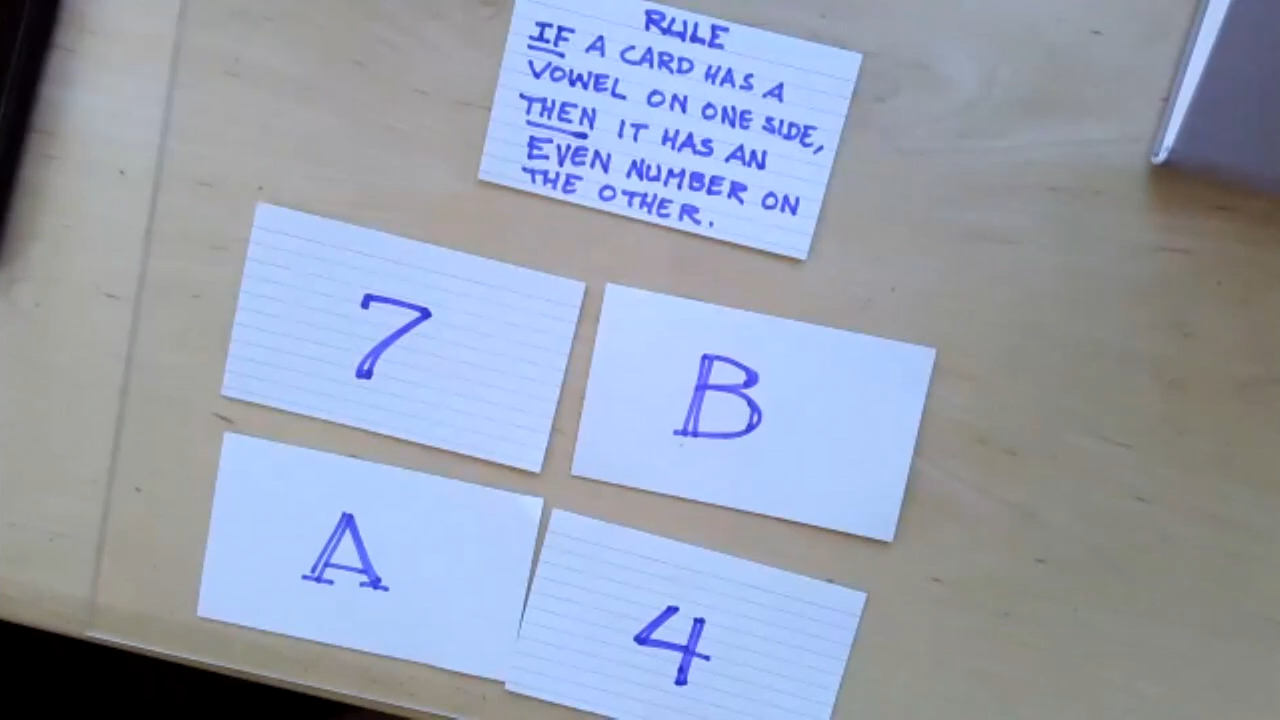 RULE
IF A CARD HAS A
VOWEL ON ONE SIDE,
THEN IT HAS AN
EVEN NUMBER ON
THE OTHER.
7
B
A
4